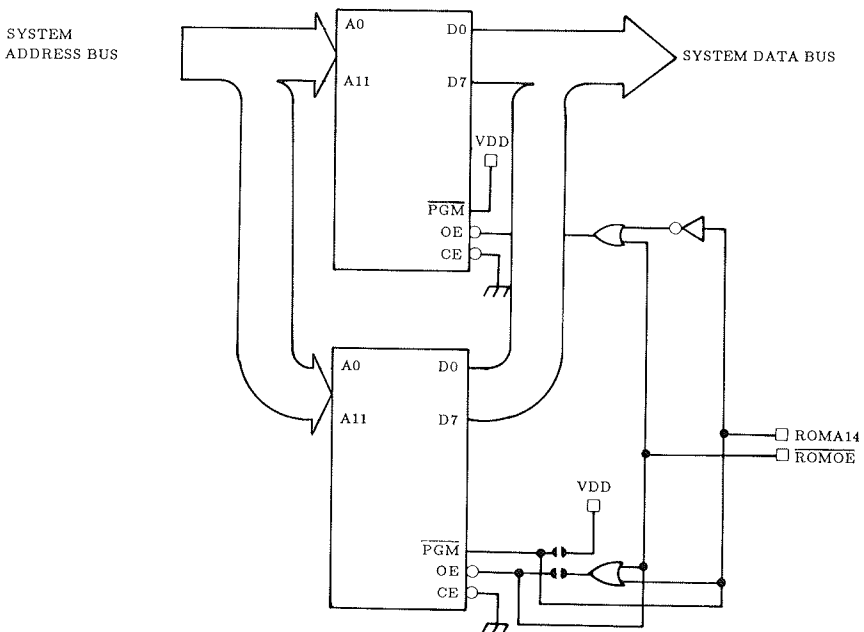 SYSTEM
ADDRESS BUS
A0
D0
SYSTEM DATA BUS
A11
D7
VDD
PGM
OE
CE
A0
D0
A11
D7
ROMA14
ROMOE
VDD
PGM
OE
CE